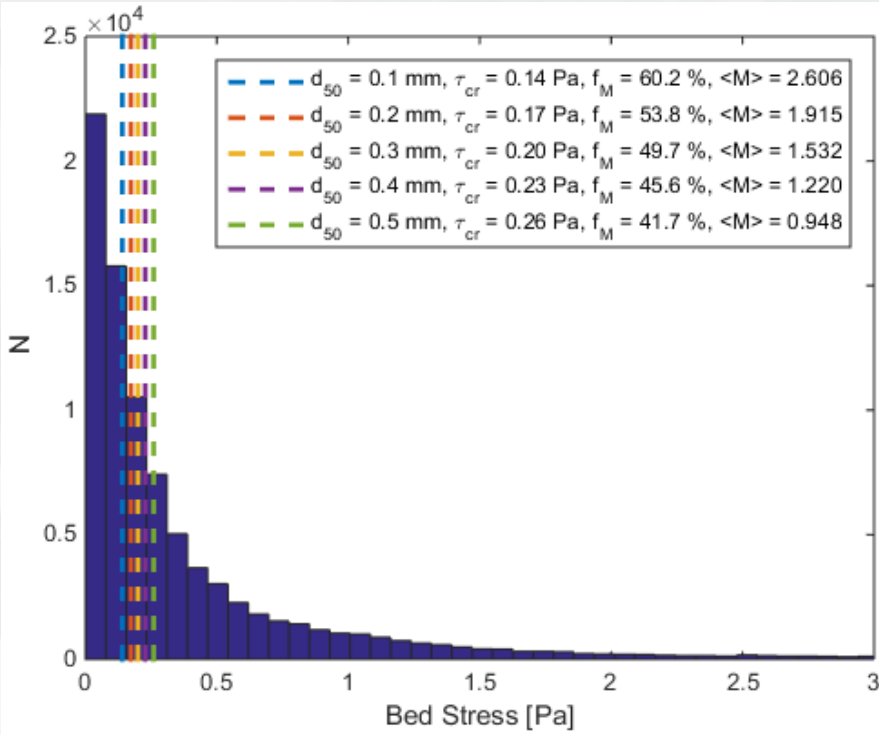 ×10⁴
2.5
2
1.5
1
0.5
0
N
d₅₀ = 0.1 mm, τcr = 0.14 Pa, fM = 60.2 %, <M> = 2.606
d₅₀ = 0.2 mm, τcr = 0.17 Pa, fM = 53.8 %, <M> = 1.915
d₅₀ = 0.3 mm, τcr = 0.20 Pa, fM = 49.7 %, <M> = 1.532
d₅₀ = 0.4 mm, τcr = 0.23 Pa, fM = 45.6 %, <M> = 1.220
d₅₀ = 0.5 mm, τcr = 0.26 Pa, fM = 41.7 %, <M> = 0.948
0 0.5 1 1.5 2 2.5 3
Bed Stress [Pa]